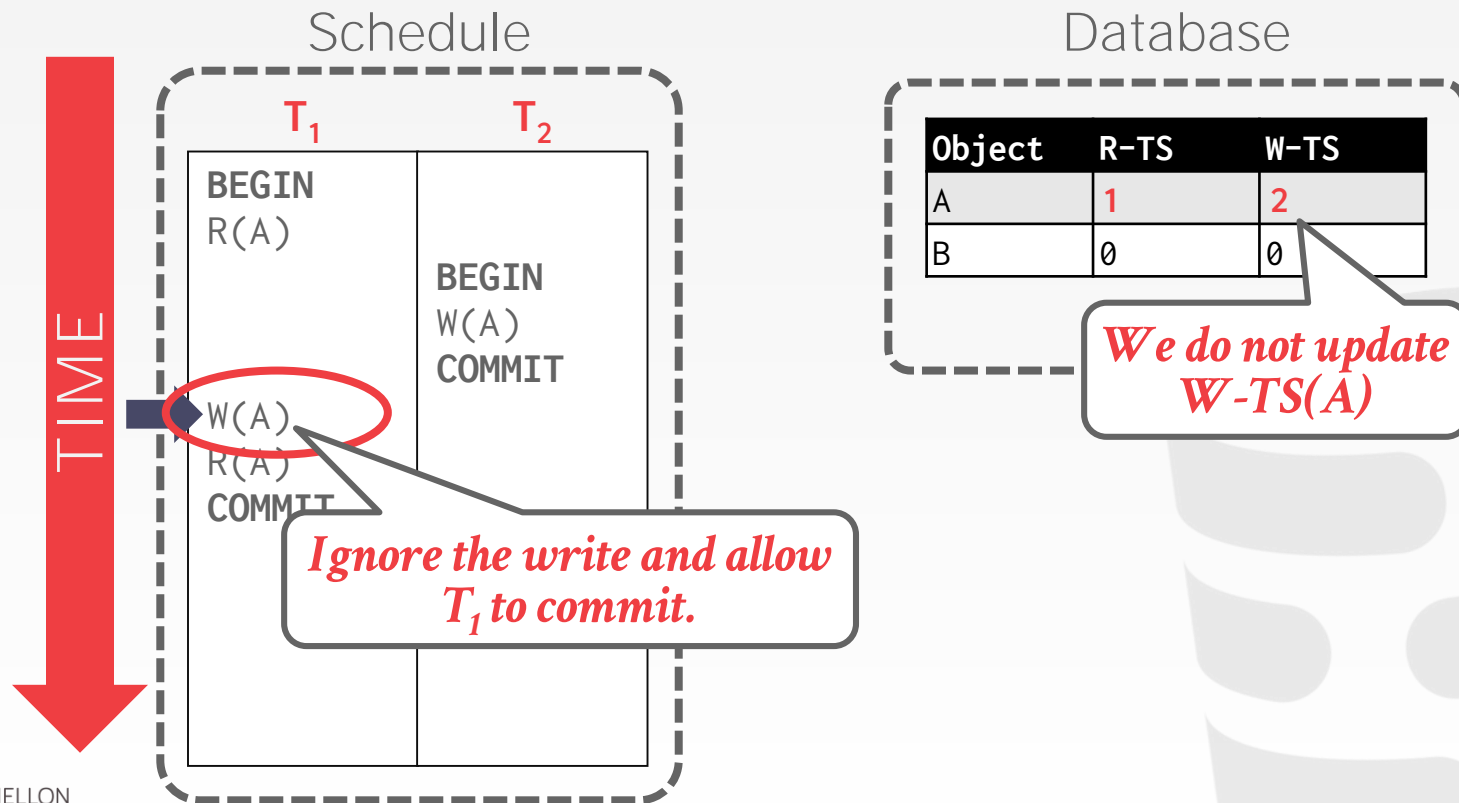 Schedule
Database
TIME
T1
T2
BEGIN
R(A)
BEGIN
W(A)
COMMIT
W(A)
R(A)
COMMIT
Ignore the write and allow
T1 to commit.
Object R-TS W-TS
A 1 2
B 0 0
We do not update
W-TS(A)